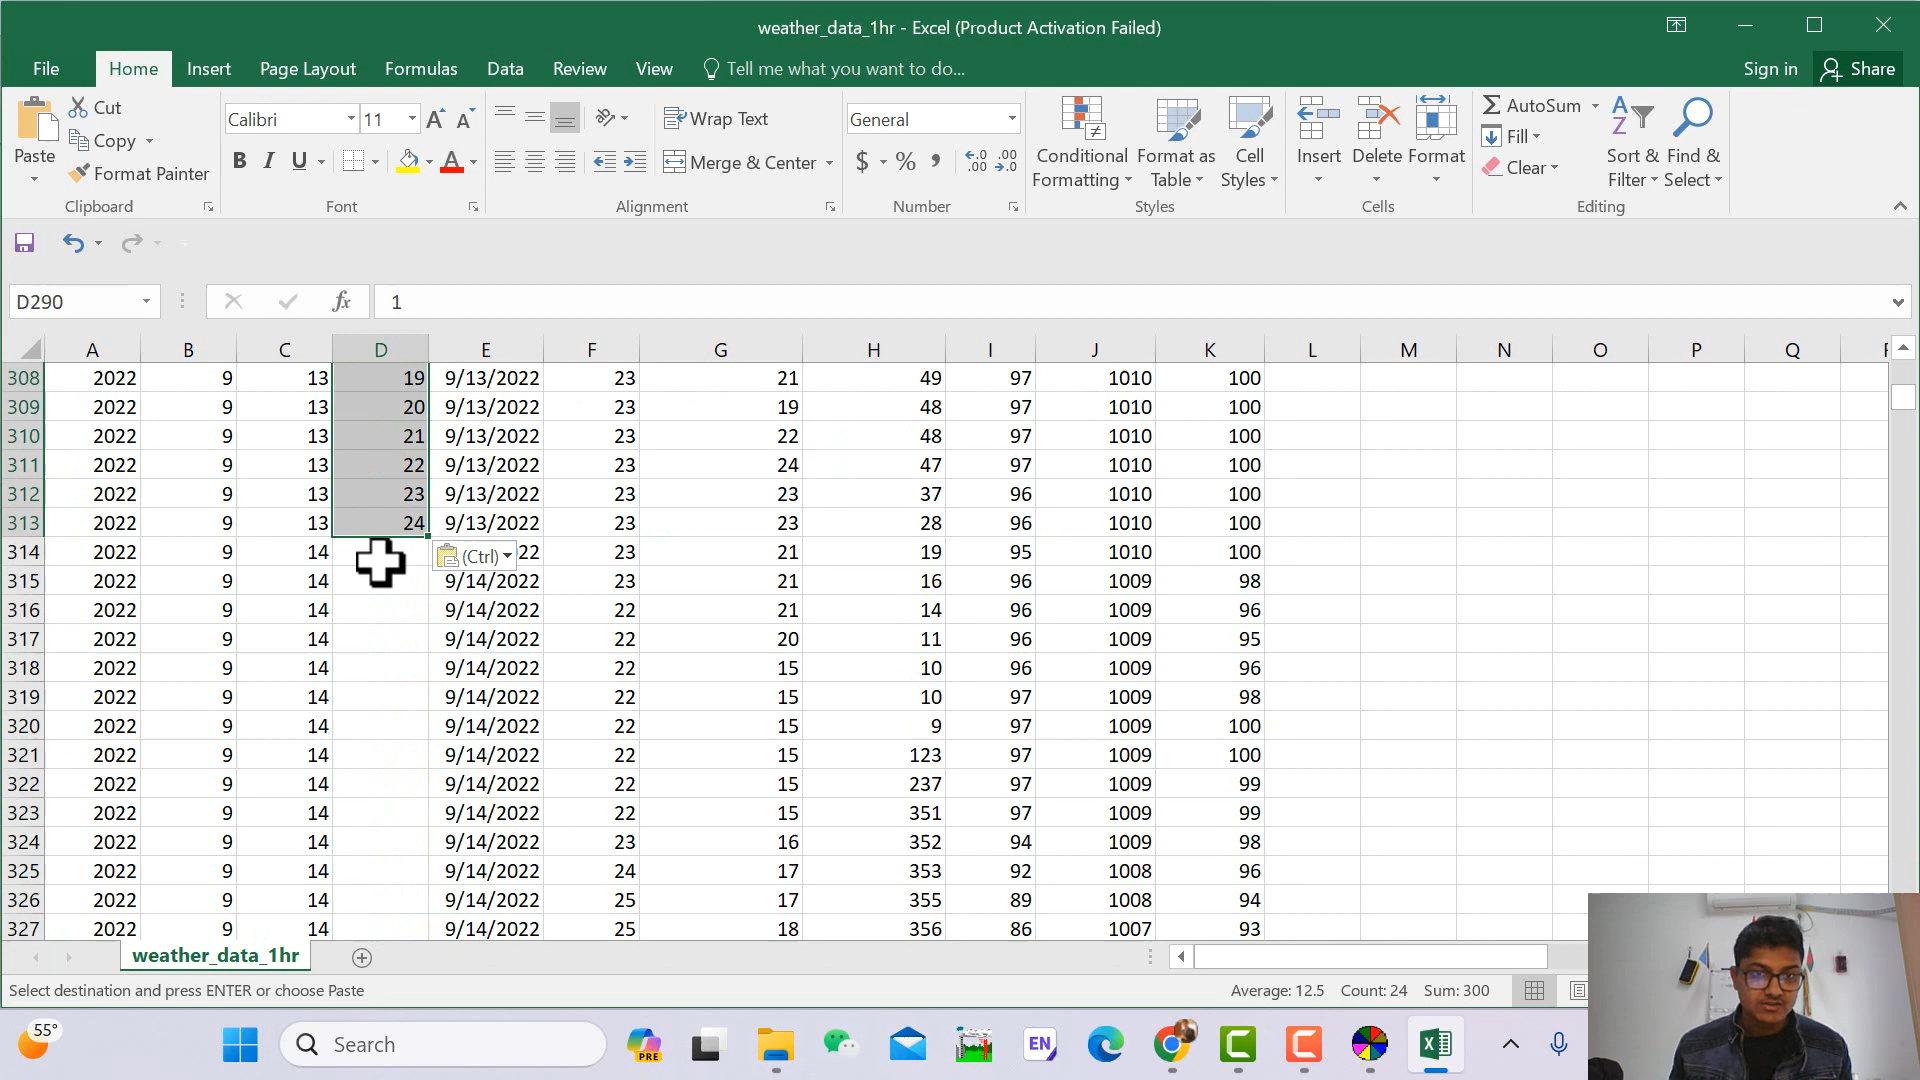 weather_data_1hr - Excel (Product Activation Failed)
File Home Insert Page Layout Formulas Data Review View Tell me what you want to do... Sign in Share
Paste Cut Copy Format Painter Clipboard
Calibri 11 B I U A Font
Wrap Text Merge & Center Alignment
General $ % , Number
Conditional Formatting Format as Table Cell Styles Styles
Insert Delete Format Cells
AutoSum Fill Clear Sort & Filter Find & Select Editing
D290 fx 1
A B C D E F G H I J K L M N O P Q
308 2022 9 13 19 9/13/2022 23 21 49 97 1010 100
309 2022 9 13 20 9/13/2022 23 19 48 97 1010 100
310 2022 9 13 21 9/13/2022 23 22 48 97 1010 100
311 2022 9 13 22 9/13/2022 23 24 47 97 1010 100
312 2022 9 13 23 9/13/2022 23 23 37 96 1010 100
313 2022 9 13 24 9/13/2022 23 23 28 96 1010 100
314 2022 9 14 (Ctrl) 22 23 21 19 95 1010 100
315 2022 9 14 9/14/2022 23 21 16 96 1009 98
316 2022 9 14 9/14/2022 22 21 14 96 1009 96
317 2022 9 14 9/14/2022 22 20 11 96 1009 95
318 2022 9 14 9/14/2022 22 15 10 96 1009 96
319 2022 9 14 9/14/2022 22 15 10 97 1009 98
320 2022 9 14 9/14/2022 22 15 9 97 1009 100
321 2022 9 14 9/14/2022 22 15 123 97 1009 100
322 2022 9 14 9/14/2022 22 15 237 97 1009 99
323 2022 9 14 9/14/2022 22 15 351 97 1009 99
324 2022 9 14 9/14/2022 23 16 352 94 1009 98
325 2022 9 14 9/14/2022 24 17 353 92 1008 96
326 2022 9 14 9/14/2022 25 17 355 89 1008 94
327 2022 9 14 9/14/2022 25 18 356 86 1007 93
weather_data_1hr
Select destination and press ENTER or choose Paste Average: 12.5 Count: 24 Sum: 300
55° Search PRE EN